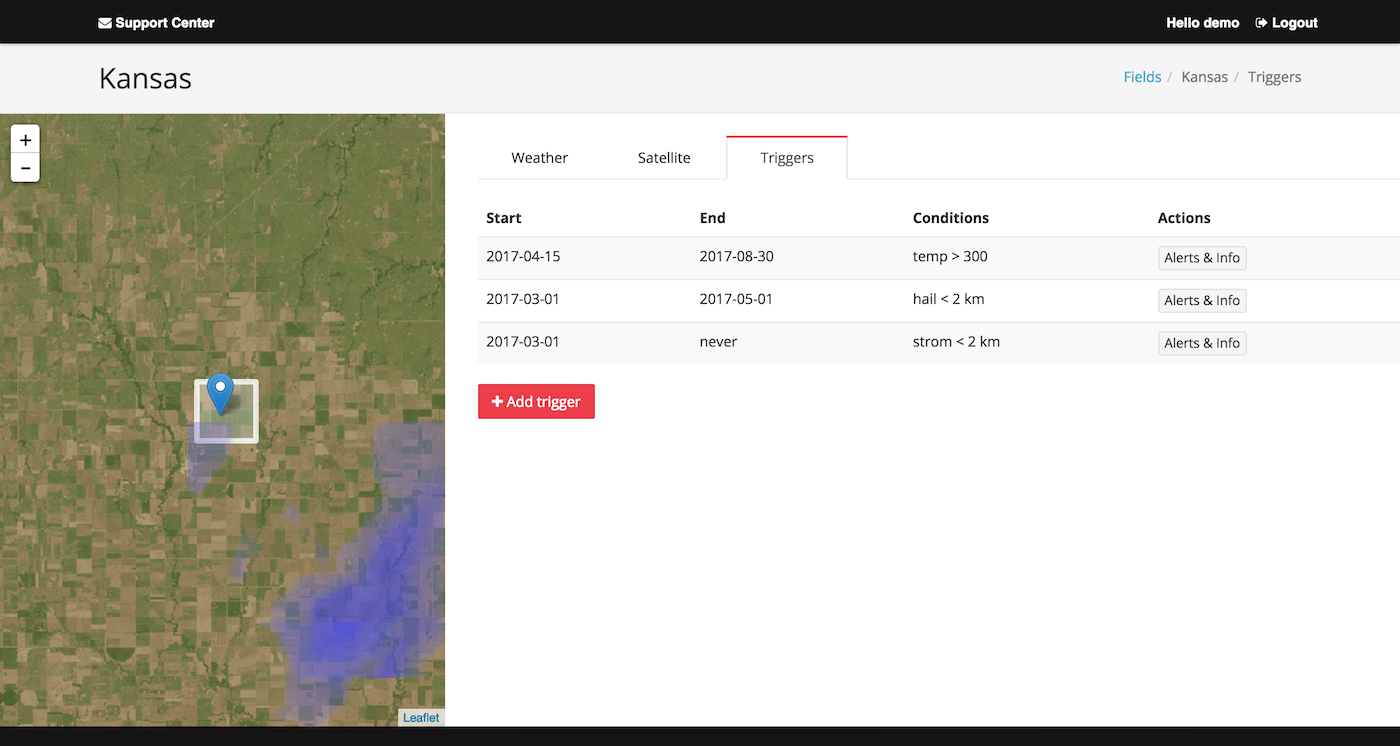 Support Center
Hello demo Logout
Kansas
Fields / Kansas / Triggers
+
−
Weather Satellite Triggers
Start End Conditions Actions
2017-04-15 2017-08-30 temp > 300 Alerts & Info
2017-03-01 2017-05-01 hail < 2 km Alerts & Info
2017-03-01 never strom < 2 km Alerts & Info
+ Add trigger
Leaflet